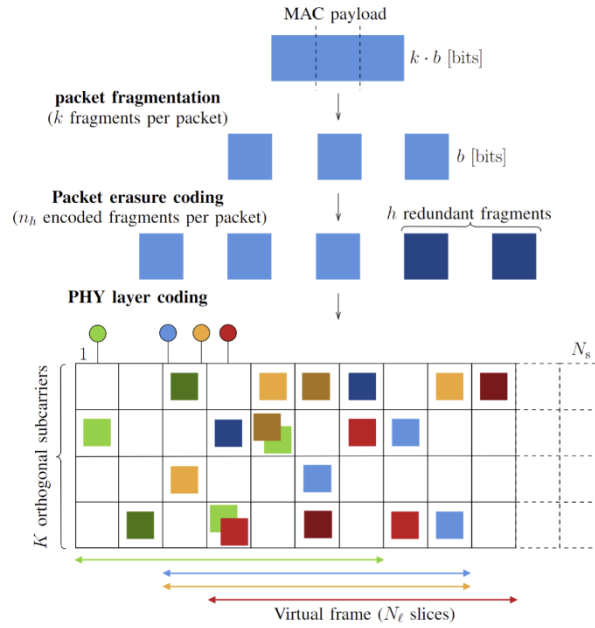 MAC payload
k · b [bits]
packet fragmentation
(k fragments per packet)
b [bits]
Packet erasure coding
(n_h encoded fragments per packet)
h redundant fragments
PHY layer coding
1
N_s
K orthogonal subcarriers
Virtual frame (N_ℓ slices)